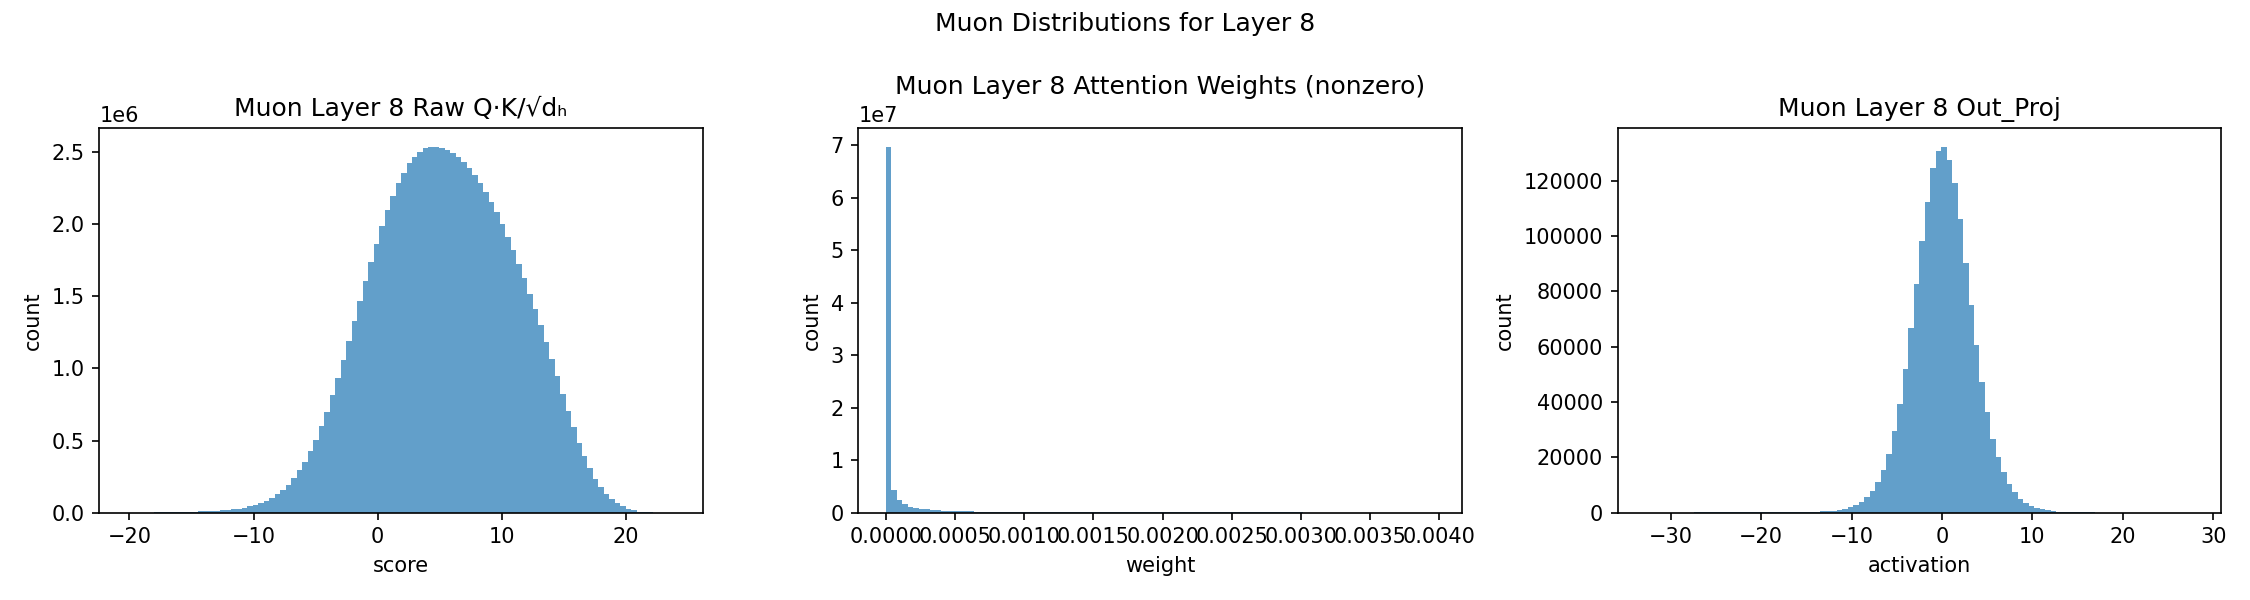 Muon Distributions for Layer 8
Muon Layer 8 Raw Q·K/√dₕ
1e6
2.5
2.0
1.5
1.0
0.5
0.0
count
−20 −10 0 10 20
score
Muon Layer 8 Attention Weights (nonzero)
1e7
7
6
5
4
3
2
1
0
count
0.0000 0.0005 0.0010 0.0015 0.0020 0.0025 0.0030 0.0035 0.0040
weight
Muon Layer 8 Out_Proj
120000
100000
80000
60000
40000
20000
0
count
−30 −20 −10 0 10 20 30
activation